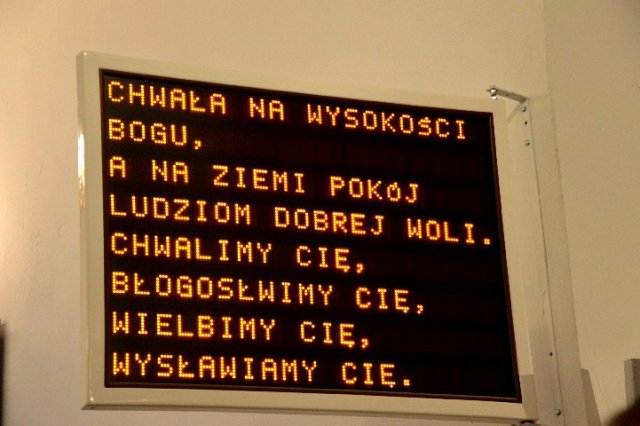 CHWAŁA NA WYSOKOŚCI
BOGU,
A NA ZIEMI POKÓJ
LUDZIOM DOBREJ WOLI.
CHWALIMY CIĘ,
BŁOGOSŁWIMY CIĘ,
WIELBIMY CIĘ,
WYSŁAWIAMY CIĘ.